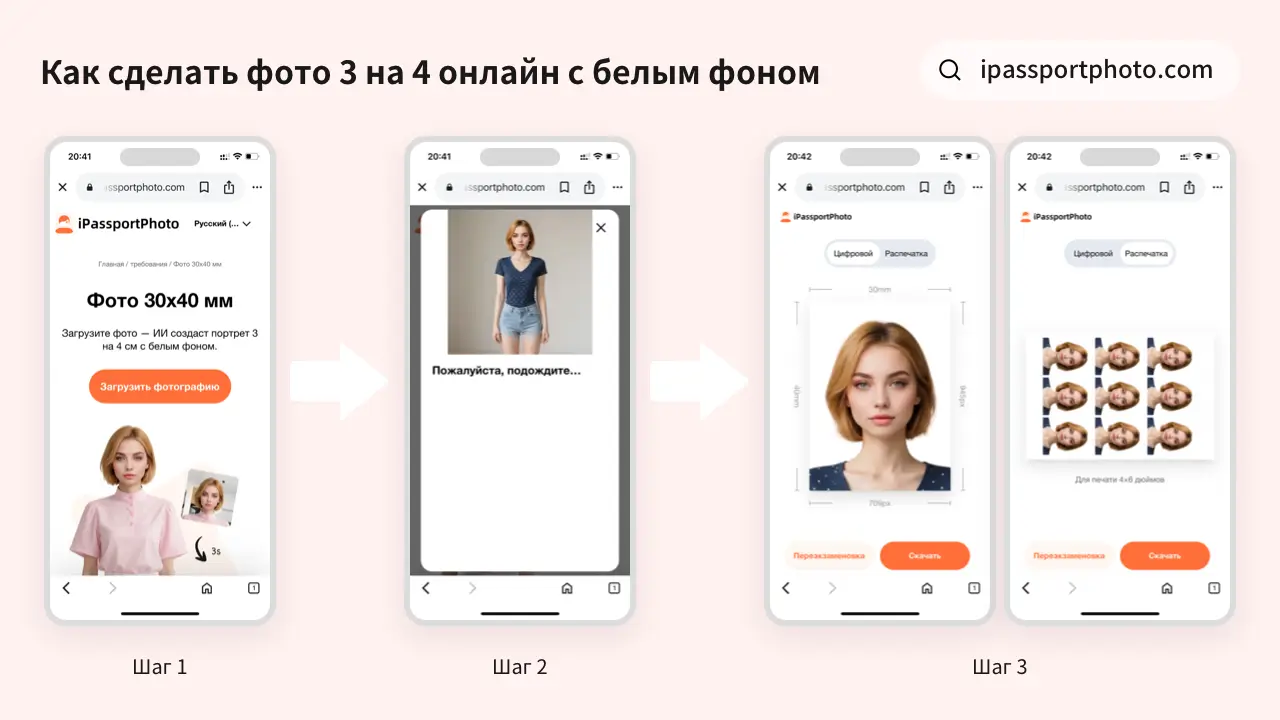 Как сделать фото 3 на 4 онлайн с белым фоном
ipassportphoto.com
20:41
ssportphoto.com
iPassportPhoto
Русский (...
Главная / требования / Фото 30x40 мм
Фото 30x40 мм
Загрузите фото — ИИ создаст портрет 3
на 4 см с белым фоном.
Загрузить фотографию
3s
1
Шаг 1
20:41
ssportphoto.com
Пожалуйста, подождите...
1
Шаг 2
20:42
ssportphoto.com
iPassportPhoto
Цифровой
Распечатка
30mm
40mm
945px
709px
Переэкзаменовка
Скачать
1
20:42
ssportphoto.com
iPassportPhoto
Цифровой
Распечатка
Для печати 4×6 дюймов
Переэкзаменовка
Скачать
1
Шаг 3